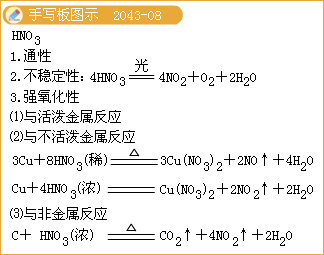 手写板图示 2043-08
HNO₃
1.通性
2.不稳定性:4HNO₃ ═光═ 4NO₂+O₂+2H₂O
3.强氧化性
⑴与活泼金属反应
⑵与不活泼金属反应
3Cu+8HNO₃(稀) ═△═ 3Cu(NO₃)₂+2NO↑+4H₂O
Cu+4HNO₃(浓) ═══ Cu(NO₃)₂+2NO₂↑+2H₂O
⑶与非金属反应
C+ HNO₃(浓) ═△═ CO₂↑+4NO₂↑+2H₂O